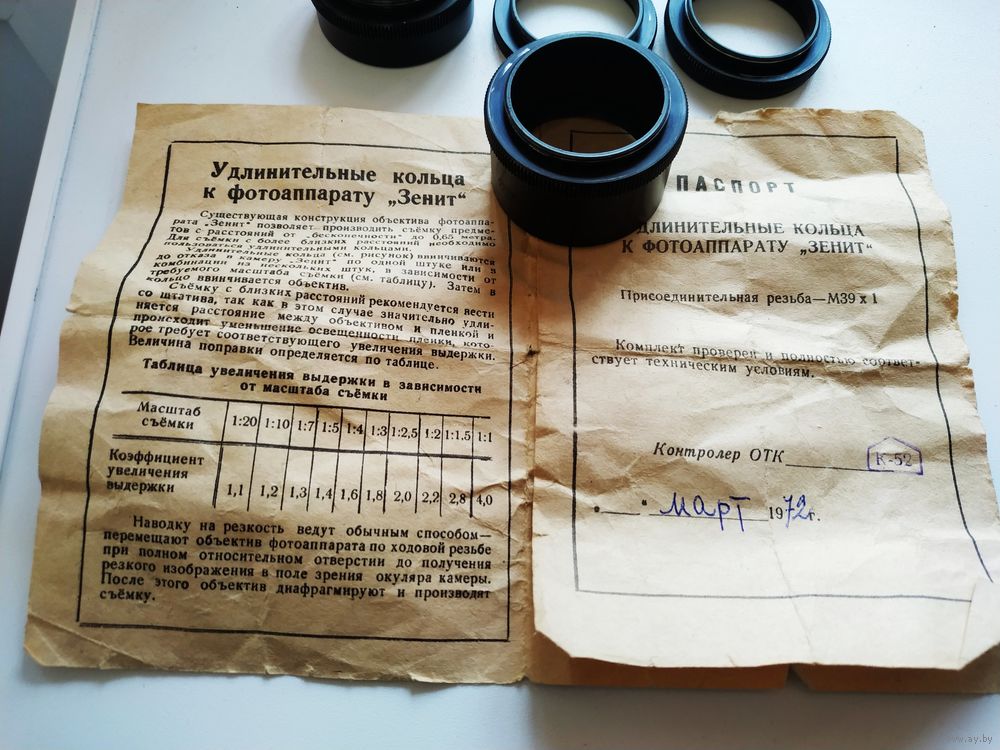 Удлинительные кольца
к фотоаппарату „Зенит“
Существующая конструкция объектива фотоаппа-
рата „Зенит“ позволяет производить съёмку предме-
тов с расстояния от „бесконечности“ до 0,65 метра.
Для съёмки с более близких расстояний необходимо
пользоваться удлинительными кольцами.
Удлинительные кольца (см. рисунок) ввинчиваются
до отказа в камеру „Зенит“ по одной штуке или в
комбинации из нескольких штук, в зависимости от
требуемого масштаба съёмки (см. таблицу). Затем в
кольцо ввинчивается объектив.
Съёмку с близких расстояний рекомендуется вести
со штатива, так как в этом случае значительно удли-
няется расстояние между объективом и пленкой и
происходит уменьшение освещенности пленки, кото-
рое требует соответствующего увеличения выдержки.
Величина поправки определяется по таблице.
Таблица увеличения выдержки в зависимости
от масштаба съёмки
Масштаб съёмки 1:20 1:10 1:7 1:5 1:4 1:3 1:2,5 1:2 1:1,5 1:1
Коэффициент увеличения выдержки 1,1 1,2 1,3 1,4 1,6 1,8 2,0 2,2 2,8 4,0
Наводку на резкость ведут обычным способом—
перемещают объектив фотоаппарата по ходовой резьбе
при полном относительном отверстии до получения
резкого изображения в поле зрения окуляра камеры.
После этого объектив диафрагмируют и производят
съёмку.
ПАСПОРТ
ДЛИНИТЕЛЬНЫЕ КОЛЬЦА
К ФОТОАППАРАТУ „ЗЕНИТ“
Присоединительная резьба—М39 х 1
Комплект проверен и полностью соответ-
ствует техническим условиям.
Контролер ОТК К-52
„ “ март 1972г.
www.ay.by